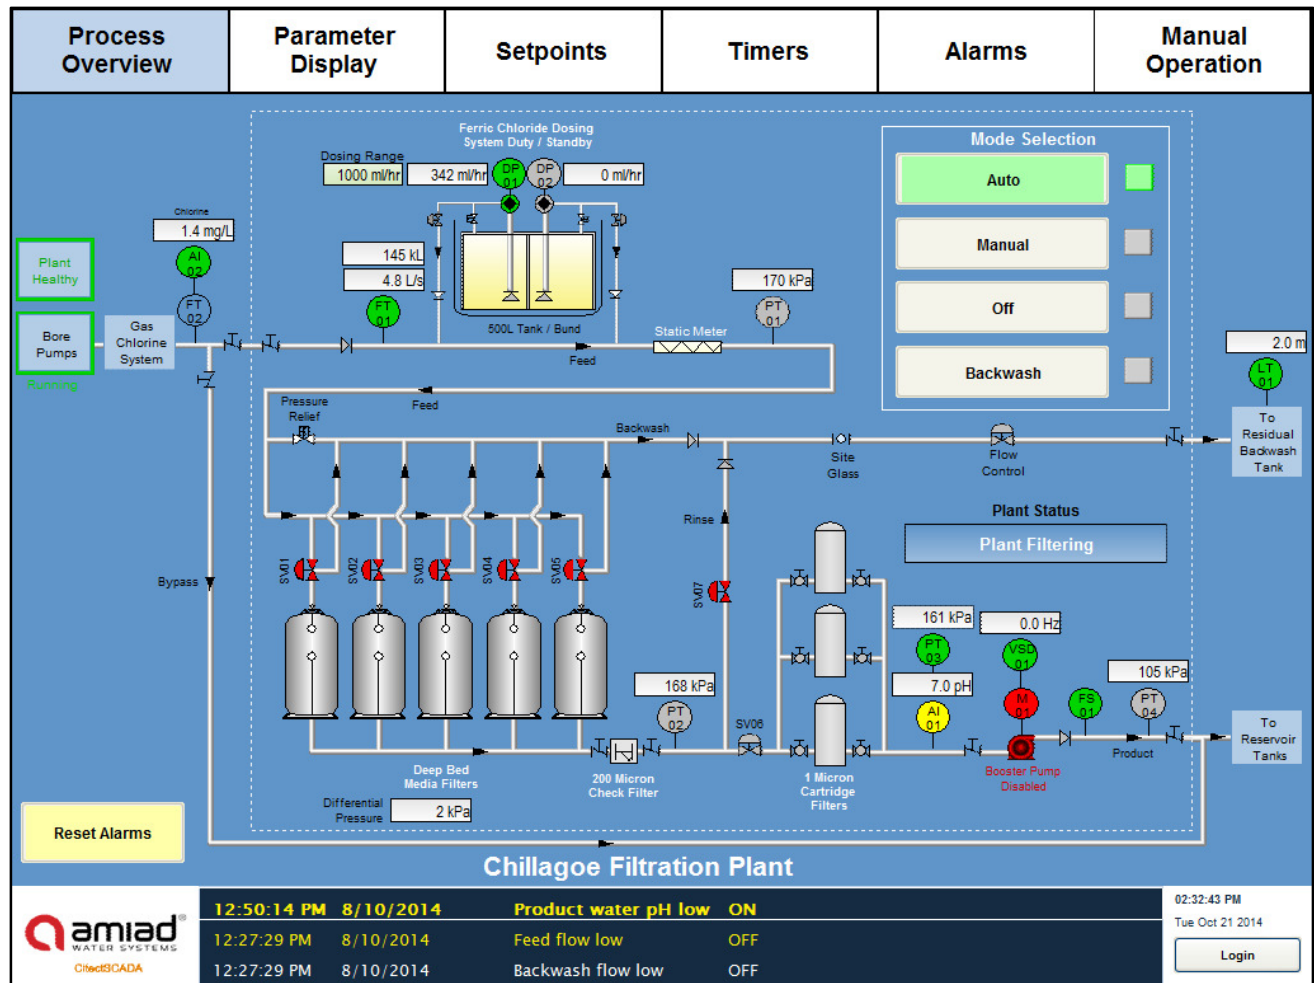 Process
Overview
Parameter
Display
Setpoints
Timers
Alarms
Manual
Operation
Ferric Chloride Dosing
System Duty / Standby
Dosing Range
1000 ml/hr
342 ml/hr
DP
01
DP
02
0 ml/hr
Mode Selection
Auto
Manual
Off
Backwash
Chlorine
1.4 mg/L
AI
02
FT
02
Plant
Healthy
Bore
Pumps
Running
Gas
Chlorine
System
145 kL
4.8 L/s
FT
01
500L Tank / Bund
Feed
Static Meter
170 kPa
PT
01
2.0 m
LT
01
To
Residual
Backwash
Tank
Pressure
Relief
Feed
Backwash
Site
Glass
Flow
Control
Rinse
Plant Status
Plant Filtering
Bypass
SV01
SV02
SV03
SV04
SV05
SV07
161 kPa
PT
03
0.0 Hz
VSD
01
168 kPa
PT
02
7.0 pH
AI
01
M
01
FS
01
105 kPa
PT
04
SV06
Product
To
Reservoir
Tanks
Deep Bed
Media Filters
200 Micron
Check Filter
1 Micron
Cartridge
Filters
Booster Pump
Disabled
Differential
Pressure
2 kPa
Reset Alarms
Chillagoe Filtration Plant
amiad®
WATER SYSTEMS
CitectSCADA
12:50:14 PM 8/10/2014 Product water pH low ON
12:27:29 PM 8/10/2014 Feed flow low OFF
12:27:29 PM 8/10/2014 Backwash flow low OFF
02:32:43 PM
Tue Oct 21 2014
Login